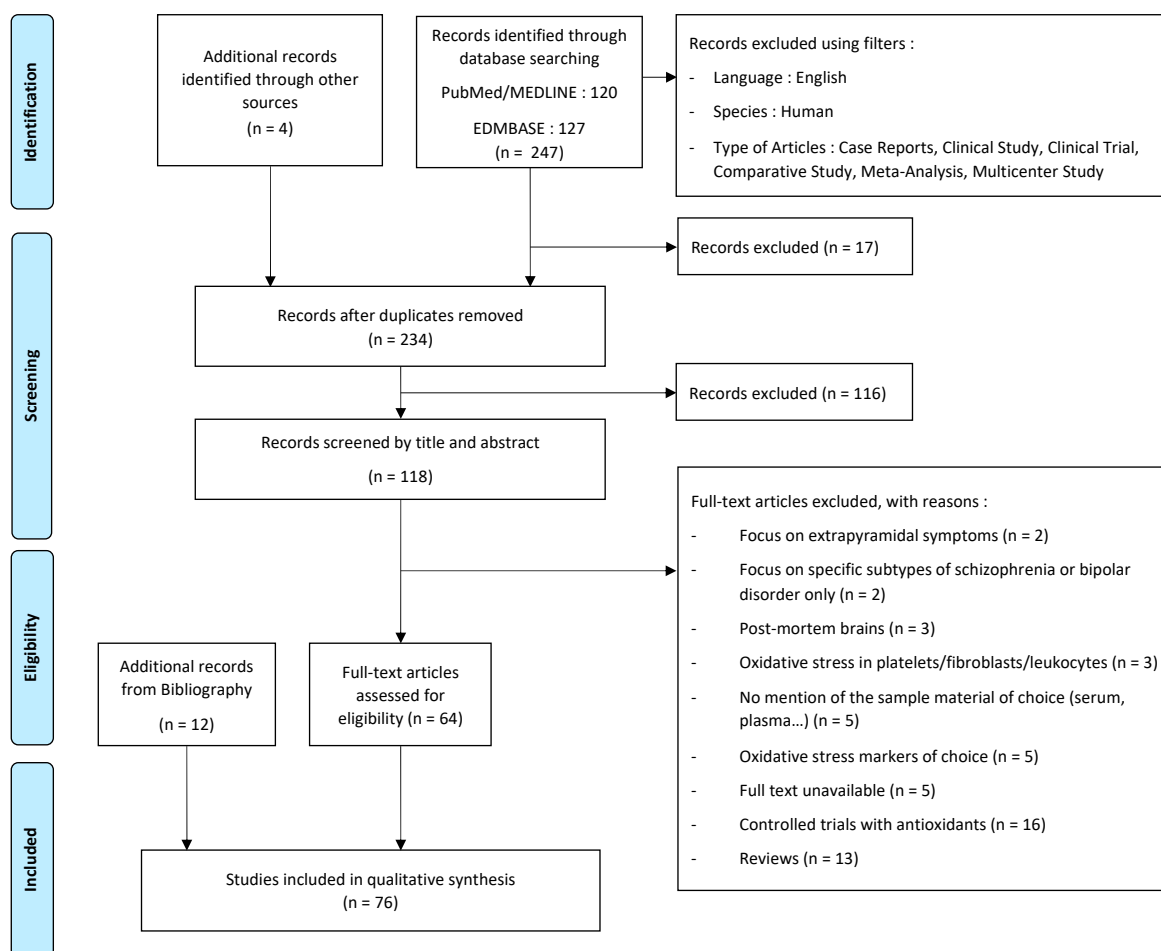 Identification
Additional records
identified through other
sources
(n = 4)
Records identified through
database searching
PubMed/MEDLINE : 120
EDMBASE : 127
(n = 247)
Records excluded using filters :
- Language : English
- Species : Human
- Type of Articles : Case Reports, Clinical Study, Clinical Trial,
Comparative Study, Meta-Analysis, Multicenter Study
Screening
Records excluded (n = 17)
Records after duplicates removed
(n = 234)
Records excluded (n = 116)
Records screened by title and abstract
(n = 118)
Eligibility
Full-text articles excluded, with reasons :
- Focus on extrapyramidal symptoms (n = 2)
- Focus on specific subtypes of schizophrenia or bipolar
disorder only (n = 2)
- Post-mortem brains (n = 3)
- Oxidative stress in platelets/fibroblasts/leukocytes (n = 3)
- No mention of the sample material of choice (serum,
plasma...) (n = 5)
- Oxidative stress markers of choice (n = 5)
- Full text unavailable (n = 5)
- Controlled trials with antioxidants (n = 16)
- Reviews (n = 13)
Additional records
from Bibliography
(n = 12)
Full-text articles
assessed for
eligibility (n = 64)
Included
Studies included in qualitative synthesis
(n = 76)